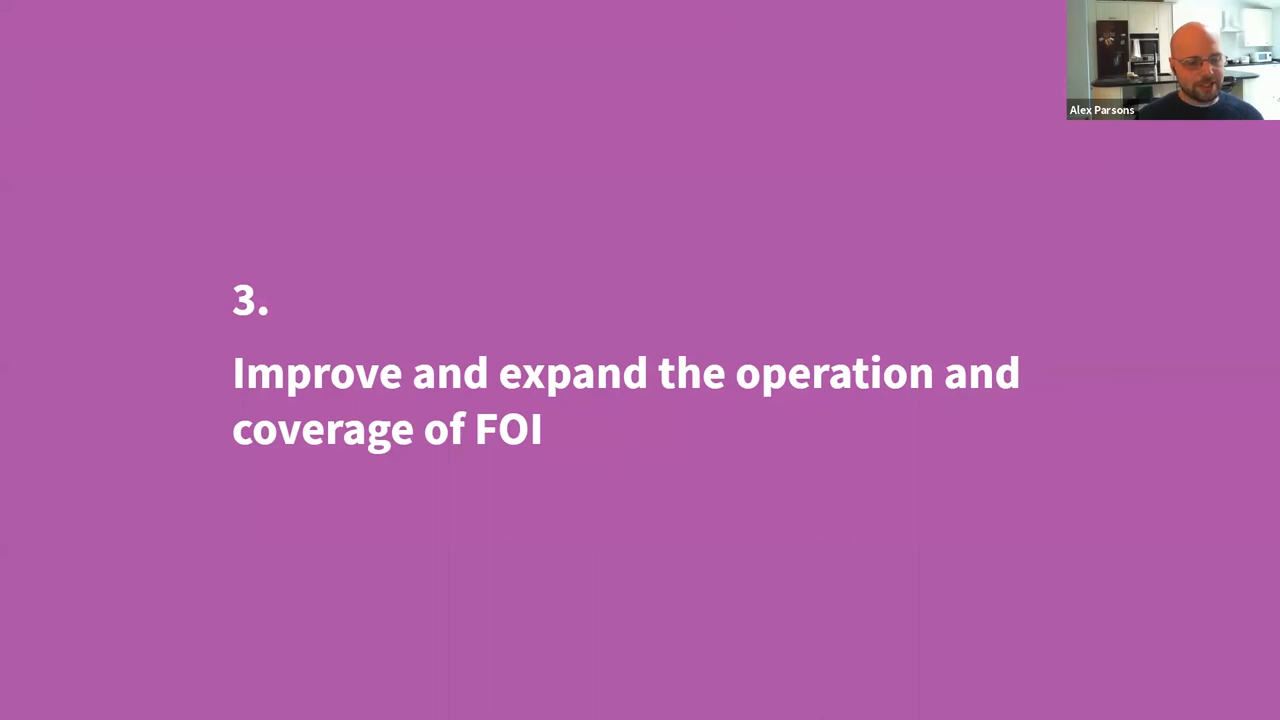 Alex Parsons
3.
Improve and expand the operation and
coverage of FOI